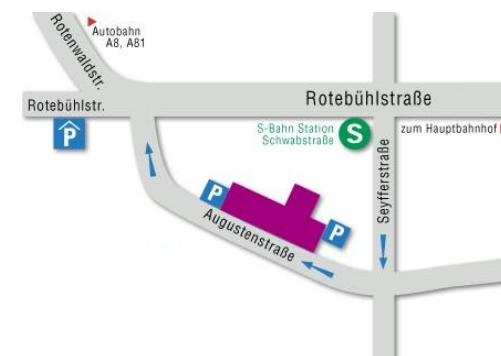 Autobahn
A8, A81
Rotenwaldstr.
Rotebühlstr.
Rotebühlstraße
P
S-Bahn Station
Schwabstraße
S
zum Hauptbahnhof
Seyfferstraße
P
Augustenstraße
P